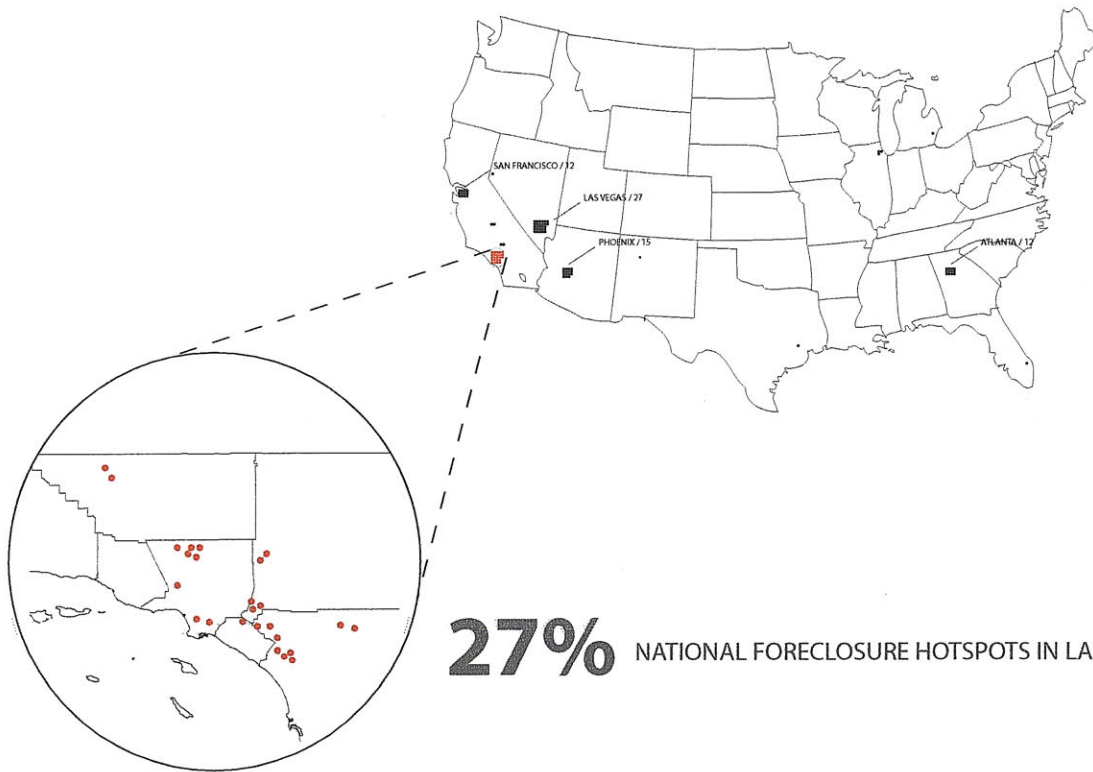 SAN FRANCISCO / 12
LAS VEGAS / 27
PHOENIX / 15
ATLANTA / 12
27% NATIONAL FORECLOSURE HOTSPOTS IN LA